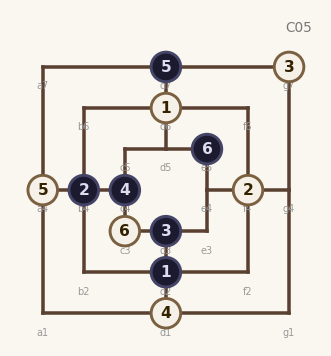 C05
5 3
a7 d7 g7
1
b6 d6 f6
6
c5 d5 e5
5 2 4 2
a4 b4 c4 e4 f4 g4
6 3
c3 d3 e3
1
b2 d2 f2
4
a1 d1 g1